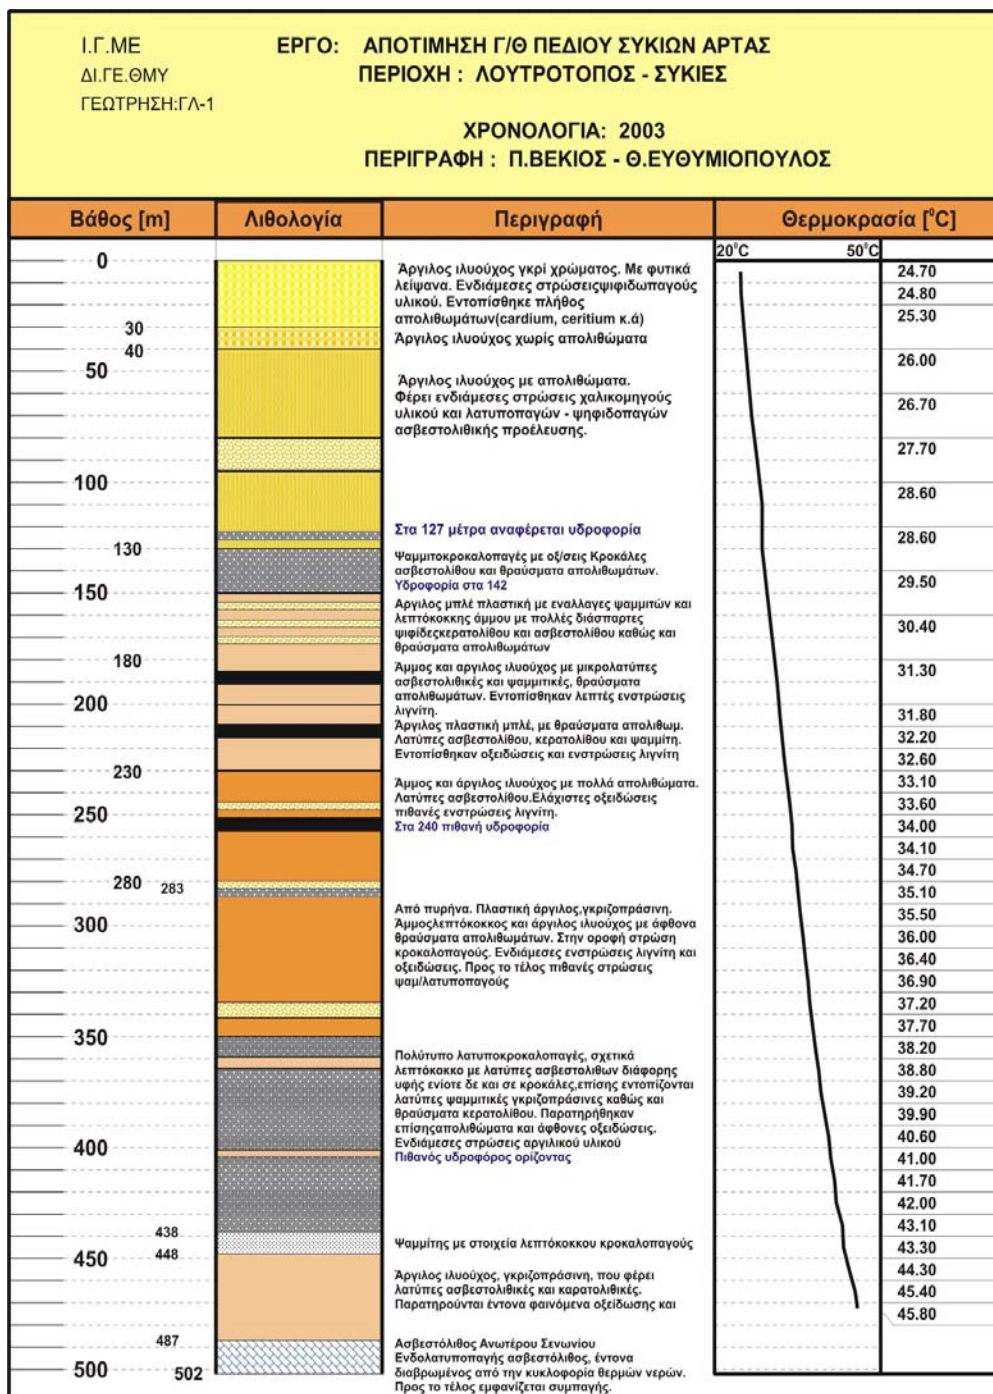 Ι.Γ.ΜΕ
ΔΙ.ΓΕ.ΘΜΥ
ΓΕΩΤΡΗΣΗ:ΓΛ-1
ΕΡΓΟ: ΑΠΟΤΙΜΗΣΗ Γ/Θ ΠΕΔΙΟΥ ΣΥΚΙΩΝ ΑΡΤΑΣ
ΠΕΡΙΟΧΗ : ΛΟΥΤΡΟΤΟΠΟΣ - ΣΥΚΙΕΣ
ΧΡΟΝΟΛΟΓΙΑ: 2003
ΠΕΡΙΓΡΑΦΗ : Π.ΒΕΚΙΟΣ - Θ.ΕΥΘΥΜΙΟΠΟΥΛΟΣ
Βάθος [m]
Λιθολογία
Περιγραφή
Θερμοκρασία [⁰C]
0
30
40
50
100
130
150
180
200
230
250
280 283
300
350
400
438
450
448
487
500
502
Άργιλος ιλυούχος γκρί χρώματος. Με φυτικά
λείψανα. Ενδιάμεσες στρώσειςψιφιδωπαγούς
υλικού. Εντοπίσθηκε πλήθος
απολιθωμάτων(cardium, ceritium κ.ά)
Άργιλος ιλυούχος χωρίς απολιθώματα
Άργιλος ιλυούχος με απολιθώματα.
Φέρει ενδιάμεσες στρώσεις χαλικομηγούς
υλικού και λατυποπαγών - ψηφιδοπαγών
ασβεστολιθικής προέλευσης.
Στα 127 μέτρα αναφέρεται υδροφορία
Ψαμμιτοκροκαλοπαγές με οξ/σεις Κροκάλες
ασβεστολίθου και θραύσματα απολιθωμάτων.
Υδροφορία στα 142
Αργιλος μπλέ πλαστική με εναλλαγες ψαμμιτών και
λεπτόκοκκης άμμου με πολλές διάσπαρτες
ψιφίδεςκερατολίθου και ασβεστολίθου καθώς και
θραύσματα απολιθωμάτων
Άμμος και αργιλος ιλυούχος με μικρολατύπες
ασβεστολιθικές και ψαμμιτικές, θραύσματα
απολιθωμάτων. Εντοπίσθηκαν λεπτές ενστρώσεις
λιγνίτη.
Άργιλος πλαστική μπλέ, με θραύσματα απολιθωμ.
Λατύπες ασβεστολίθου, κερατολίθου και ψαμμίτη.
Εντοπίσθηκαν οξειδώσεις και ενστρώσεις λιγνίτη
Άμμος και άργιλος ιλυούχος με πολλά απολιθώματα.
Λατύπες ασβεστολίθου.Ελάχιστες οξειδώσεις
πιθανές ενστρώσεις λιγνίτη.
Στα 240 πιθανή υδροφορία
Από πυρήνα. Πλαστική άργιλος,γκριζοπράσινη.
Άμμοςλεπτόκοκκος και άργιλος ιλυούχος με άφθονα
θραύσματα απολιθωμάτων. Στην οροφή στρώση
κροκαλοπαγούς. Ενδιάμεσες ενστρώσεις λιγνίτη και
οξειδώσεις. Προς το τέλος πιθανές στρώσεις
ψαμ/λατυποπαγούς
Πολύτυπο λατυποκροκαλοπαγές, σχετικά
λεπτόκοκκο με λατύπες ασβεστολιθων διάφορης
υφής ενίοτε δε και σε κροκάλες,επίσης εντοπίζονται
λατύπες ψαμμιτικές γκριζοπράσινες καθώς και
θραύσματα κερατολίθου. Παρατηρήθηκαν
επίσηςαπολιθώματα και άφθονες οξειδώσεις.
Ενδιάμεσες στρώσεις αργιλικού υλικού
Πιθανός υδροφόρος ορίζοντας
Ψαμμίτης με στοιχεία λεπτόκοκκου κροκαλοπαγούς
Άργιλος ιλυούχος, γκριζοπράσινη, που φέρει
λατύπες ασβεστολιθικές και καρατολιθικές.
Παρατηρούνται έντονα φαινόμενα οξείδωσης και
Ασβεστόλιθος Ανωτέρου Σενωνίου
Ενδολατυποπαγής ασβεστόλιθος, έντονα
διαβρωμένος από την κυκλοφορία θερμών νερών.
Προς το τέλος εμφανίζεται συμπαγής.
20⁰C 50⁰C
24.70
24.80
25.30
26.00
26.70
27.70
28.60
28.60
29.50
30.40
31.30
31.80
32.20
32.60
33.10
33.60
34.00
34.10
34.70
35.10
35.50
36.00
36.40
36.90
37.20
37.70
38.20
38.80
39.20
39.90
40.60
41.00
41.70
42.00
43.10
43.30
44.30
45.40
45.80